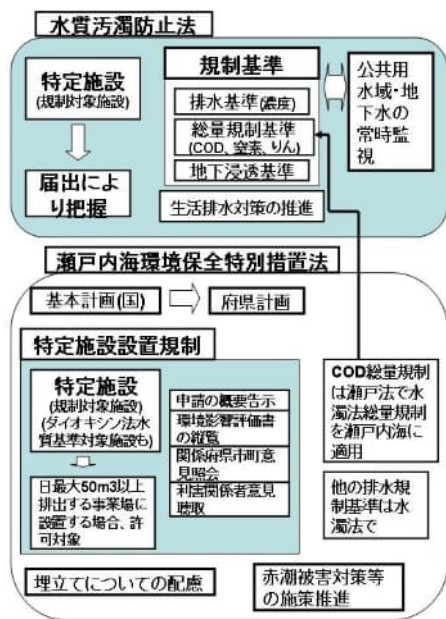 水質汚濁防止法
特定施設
(規制対象施設)
届出によ
り把握
規制基準
排水基準(濃度)
総量規制基準
(COD、窒素、りん)
地下浸透基準
生活排水対策の推進
公共用
水域・地
下水の
常時監
視
瀬戸内海環境保全特別措置法
基本計画(国)
府県計画
特定施設設置規制
特定施設
(規制対象施設)
(ダイオキシン法水
質基準対象施設も)
日最大50m3以上
排出する事業場に
設置する場合、許
可対象
申請の概要告示
環境影響評価書
の縦覧
関係府県市町意
見照会
利害関係者意見
聴取
COD総量規制
は瀬戸法で水
濁法総量規制
を瀬戸内海に
適用
他の排水規
制基準は水
濁法で
埋立てについての配慮
赤潮被害対策等
の施策推進